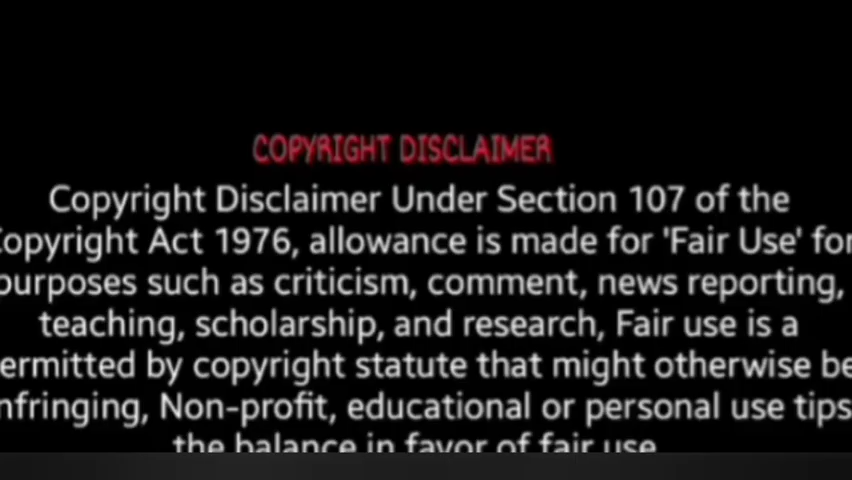 COPYRIGHT DISCLAIMER
Copyright Disclaimer Under Section 107 of the
Copyright Act 1976, allowance is made for 'Fair Use' for
purposes such as criticism, comment, news reporting,
teaching, scholarship, and research, Fair use is a
ermitted by copyright statute that might otherwise be
nfringing, Non-profit, educational or personal use tips
the balance in favor of fair use